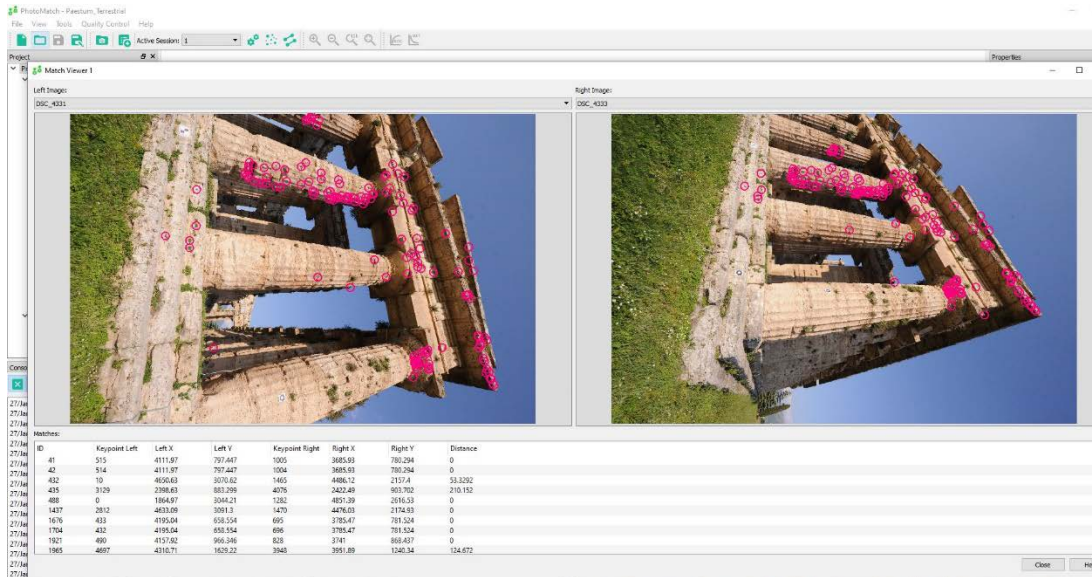 PhotoMatch - Paestum_Terrestrial
File View Tools Quality Control Help
Active Session: 1
Project
Properties
Match Viewer 1
Left Image:
Right Image:
DSC_4331
DSC_4333
Matches:
ID Keypoint Left Left X Left Y Keypoint Right Right X Right Y Distance
41 515 4111.97 797.447 1005 3685.93 780.294 0
42 514 4111.97 797.447 1004 3685.93 780.294 0
432 10 4650.63 3070.62 1465 4486.12 2157.4 53.3292
435 3129 2398.63 883.299 4076 2422.49 903.702 210.152
488 0 1864.97 3044.21 1282 4851.39 2616.53 0
1437 2812 4633.09 3091.3 1470 4476.03 2174.93 0
1676 433 4195.04 658.554 695 3785.47 781.524 0
1704 432 4195.04 658.554 696 3785.47 781.524 0
1921 490 4157.92 966.346 828 3741 868.437 0
1965 4697 4310.71 1629.22 3948 3951.89 1240.34 124.672
Close